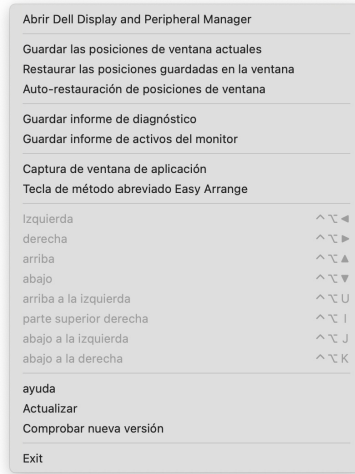 Abrir Dell Display and Peripheral Manager
Guardar las posiciones de ventana actuales
Restaurar las posiciones guardadas en la ventana
Auto-restauración de posiciones de ventana
Guardar informe de diagnóstico
Guardar informe de activos del monitor
Captura de ventana de aplicación
Tecla de método abreviado Easy Arrange
Izquierda ^⌥◀
derecha ^⌥▶
arriba ^⌥▲
abajo ^⌥▼
arriba a la izquierda ^⌥U
parte superior derecha ^⌥I
abajo a la izquierda ^⌥J
abajo a la derecha ^⌥K
ayuda
Actualizar
Comprobar nueva versión
Exit